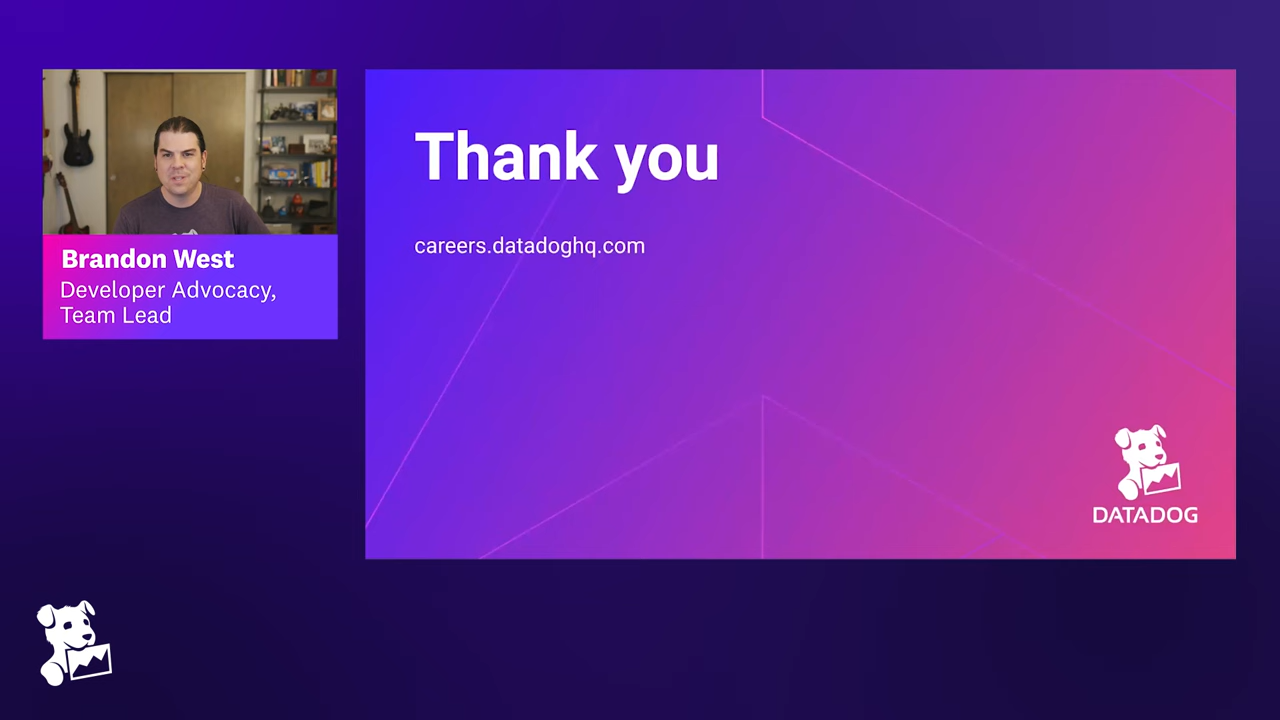 Brandon West
Developer Advocacy,
Team Lead
Thank you
careers.datadoghq.com
DATADOG